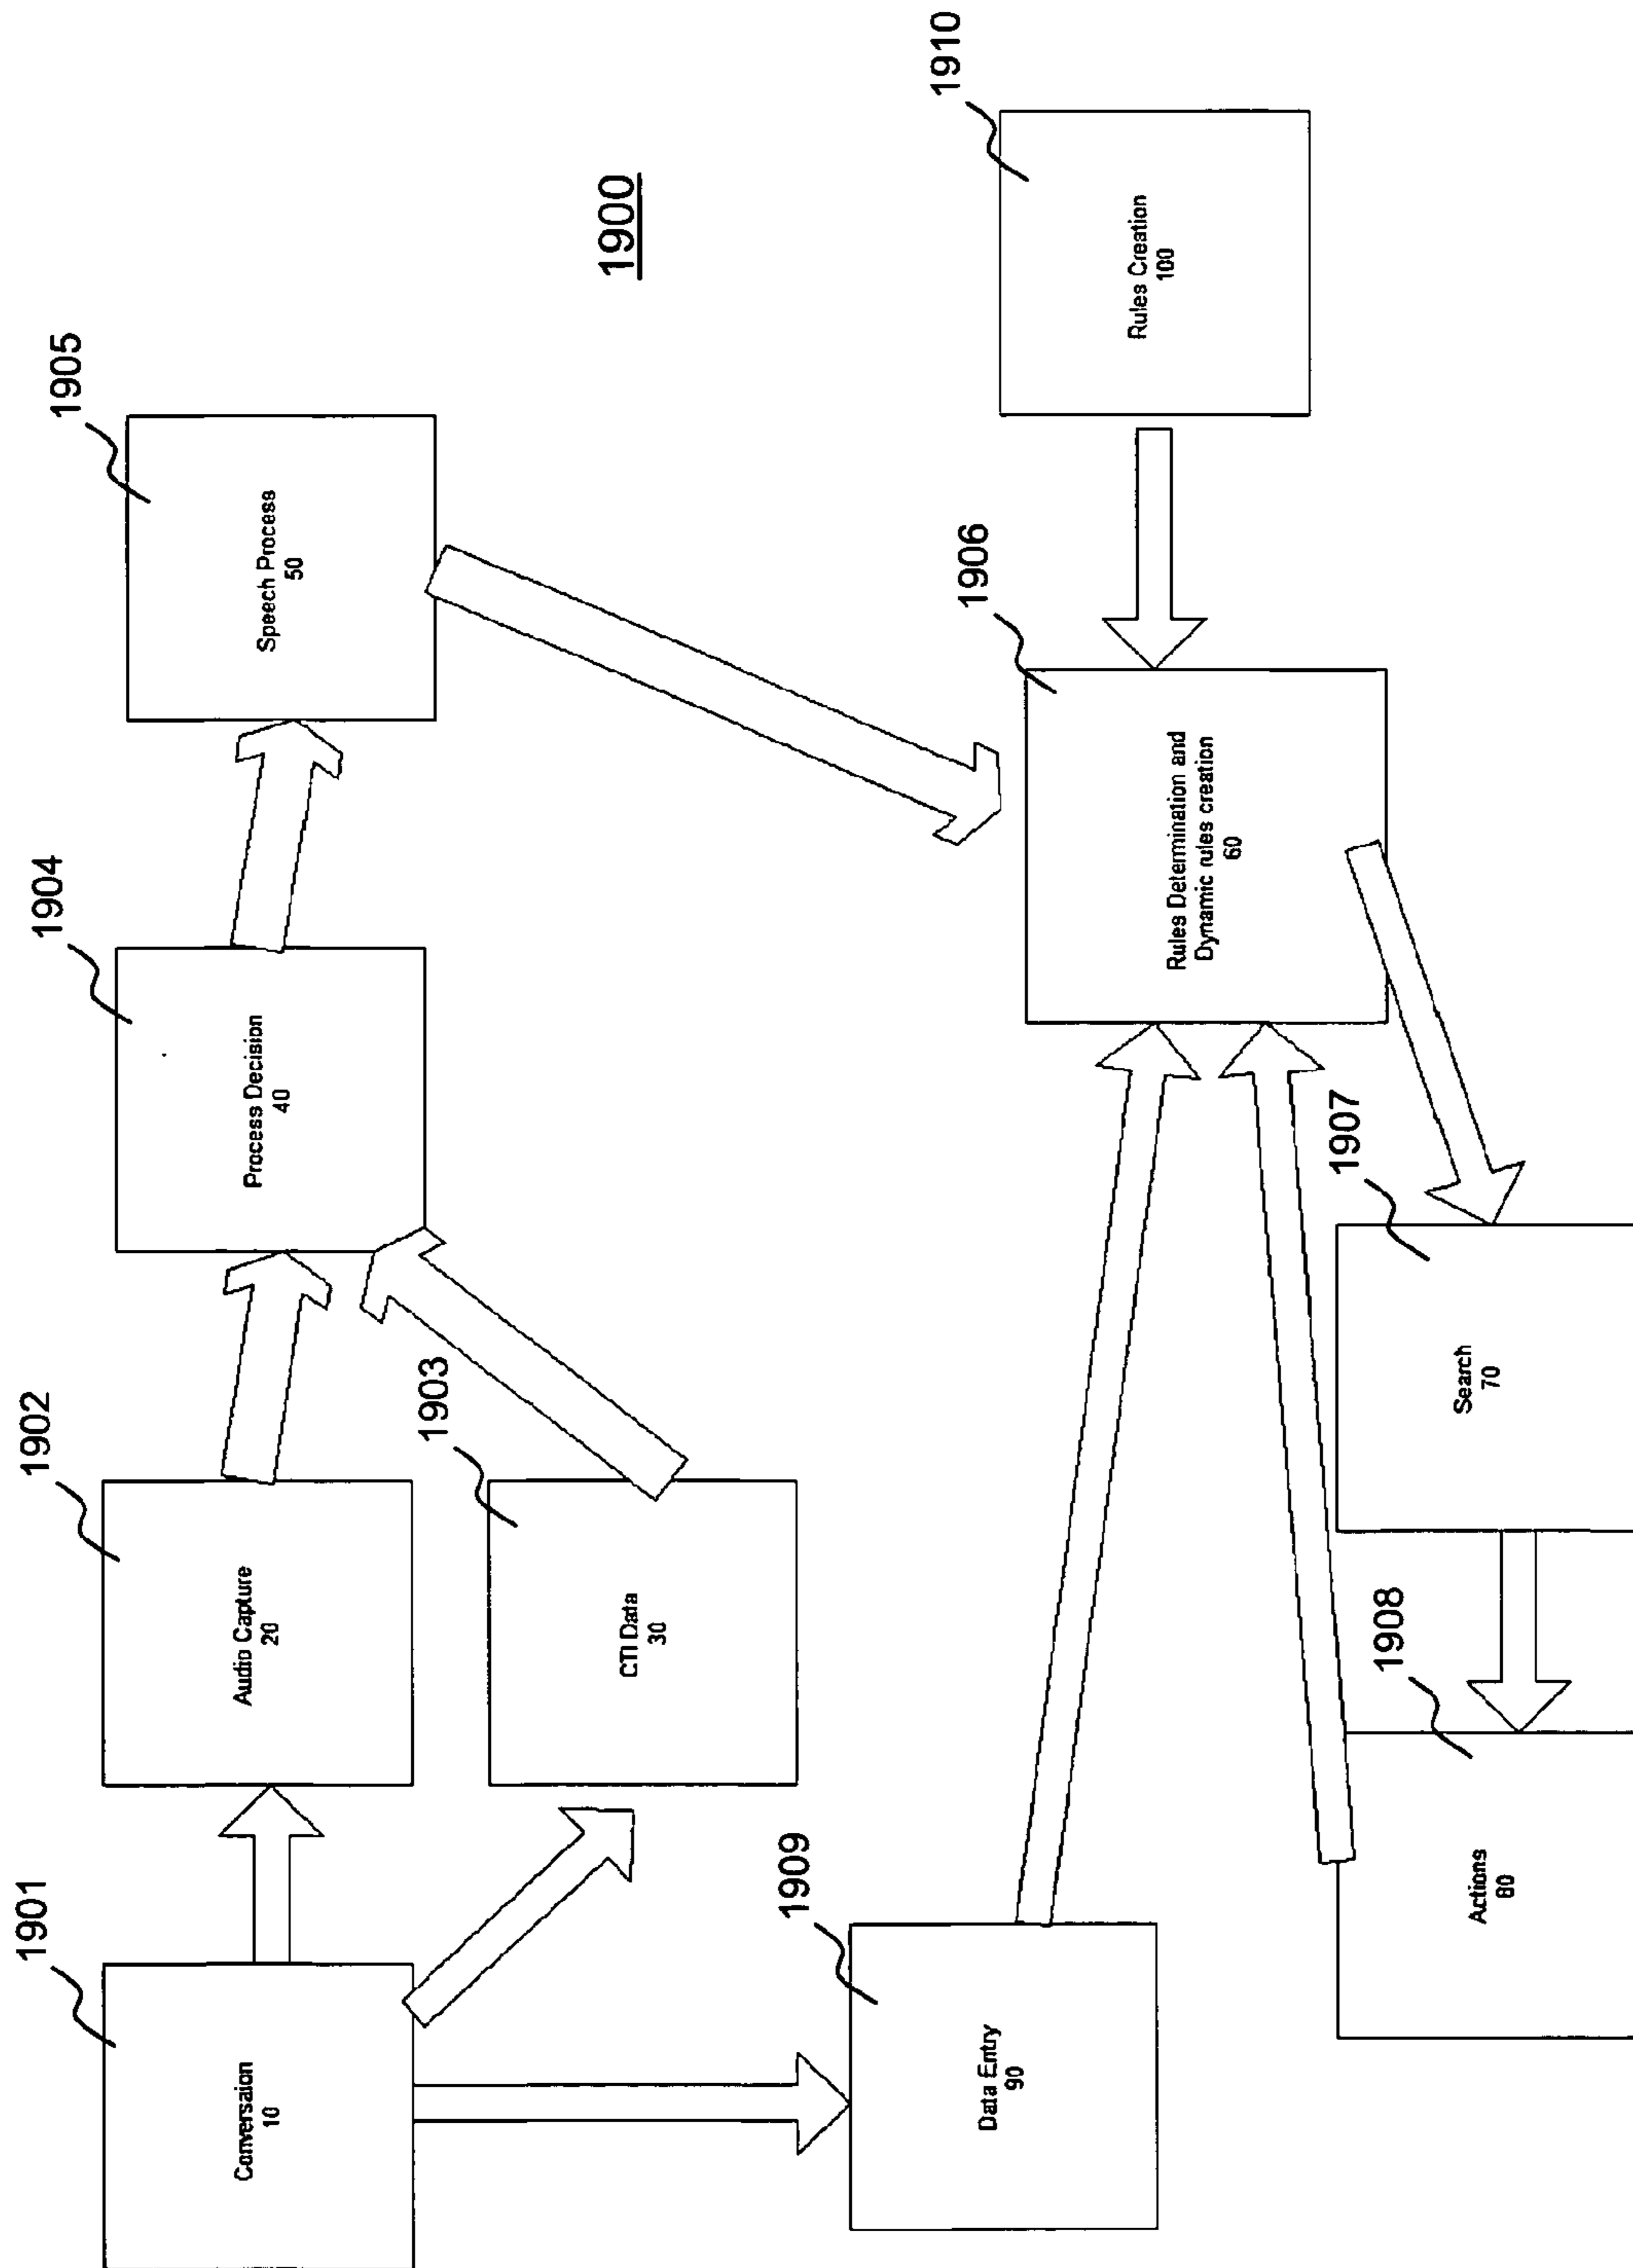 1901
Conversaion
10
1902
Audio Capture
20
1903
CTI Data
30
1904
Process Decision
40
1905
Speech Process
50
1900
1909
Data Entry
90
1906
Rules Determination and
Dynamic rules creation
60
1910
Rules Creation
100
1908
Actions
80
1907
Search
70